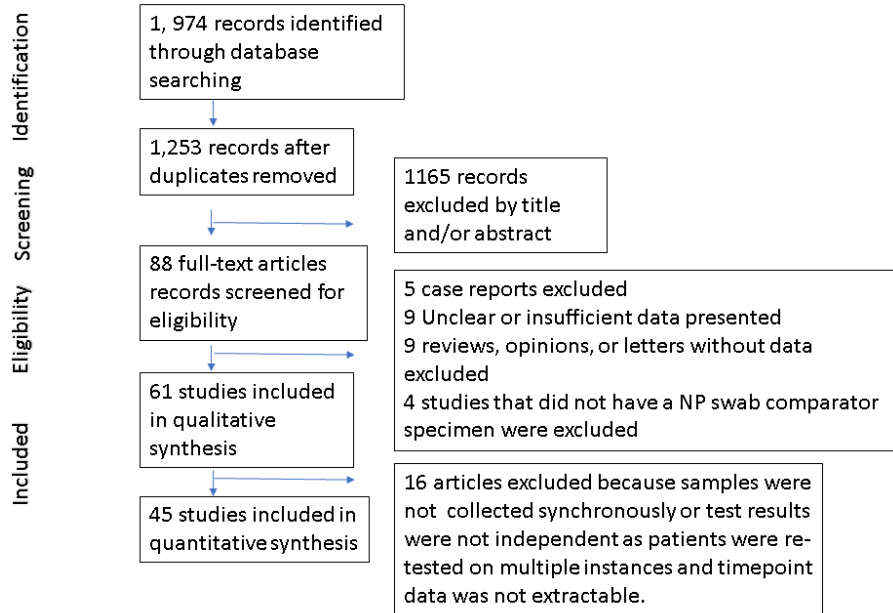 Identification
1, 974 records identified
through database
searching
1,253 records after
duplicates removed
Screening
1165 records
excluded by title
and/or abstract
88 full-text articles
records screened for
eligibility
Eligibility
5 case reports excluded
9 Unclear or insufficient data presented
9 reviews, opinions, or letters without data
excluded
4 studies that did not have a NP swab comparator
specimen were excluded
61 studies included
in qualitative
synthesis
Included
16 articles excluded because samples were
not collected synchronously or test results
were not independent as patients were re-
tested on multiple instances and timepoint
data was not extractable.
45 studies included in
quantitative synthesis